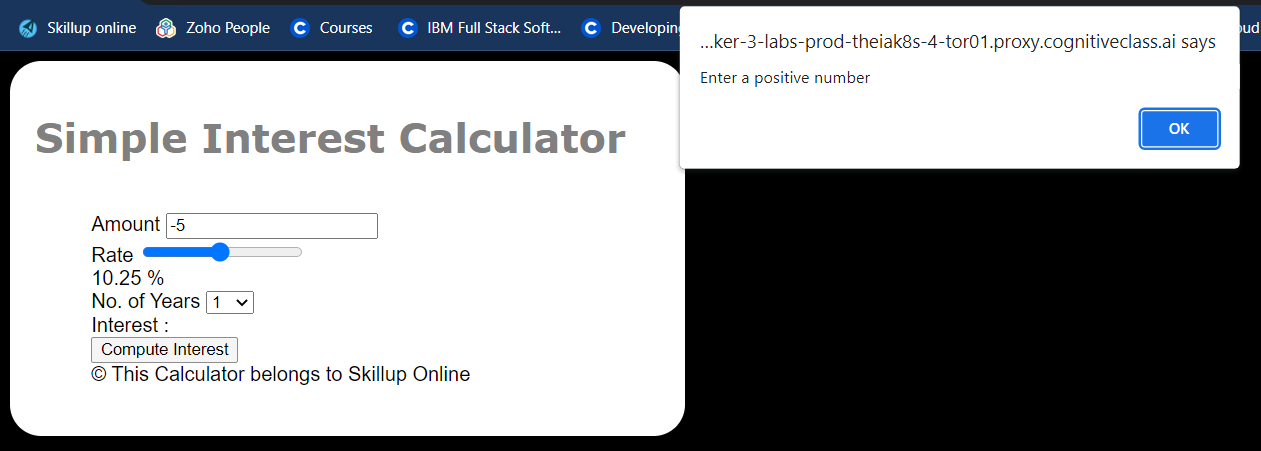 Skillup online Zoho People Courses IBM Full Stack Soft... Developing oud
...ker-3-labs-prod-theiak8s-4-tor01.proxy.cognitiveclass.ai says
Enter a positive number
OK
Simple Interest Calculator
Amount -5
Rate
10.25 %
No. of Years 1
Interest :
Compute Interest
© This Calculator belongs to Skillup Online